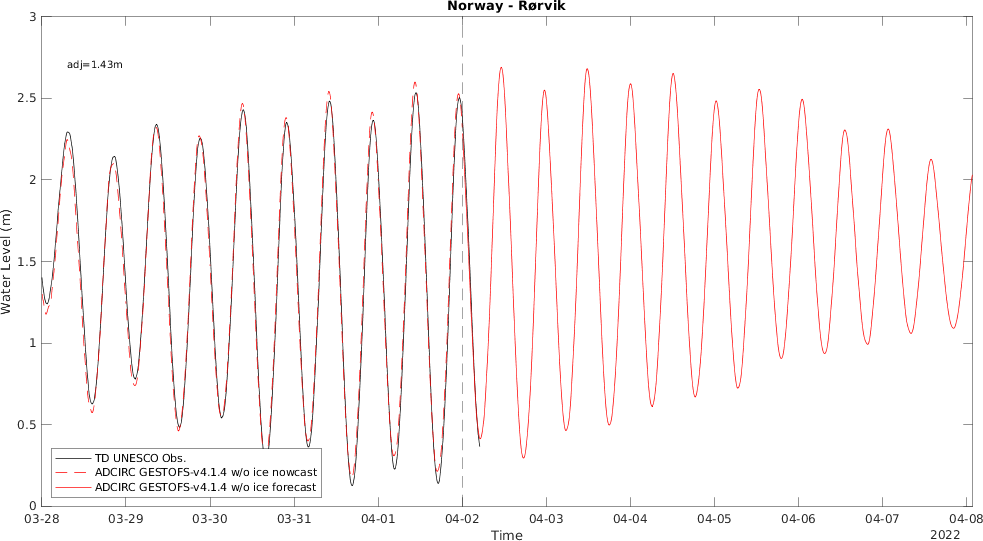 Norway - Rørvik
adj=1.43m
Water Level (m)
3
2.5
2
1.5
1
0.5
0
TD UNESCO Obs.
ADCIRC GESTOFS-v4.1.4 w/o ice nowcast
ADCIRC GESTOFS-v4.1.4 w/o ice forecast
03-28 03-29 03-30 03-31 04-01 04-02 04-03 04-04 04-05 04-06 04-07 04-08
Time
2022